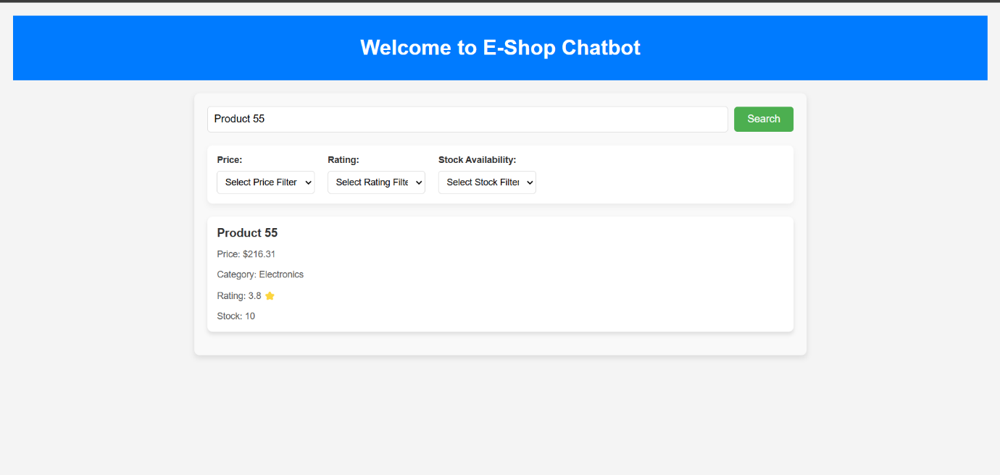 Welcome to E-Shop Chatbot
Product 55
Search
Price: Rating: Stock Availability:
Select Price Filter Select Rating Filte Select Stock Filter
Product 55
Price: $216.31
Category: Electronics
Rating: 3.8
Stock: 10